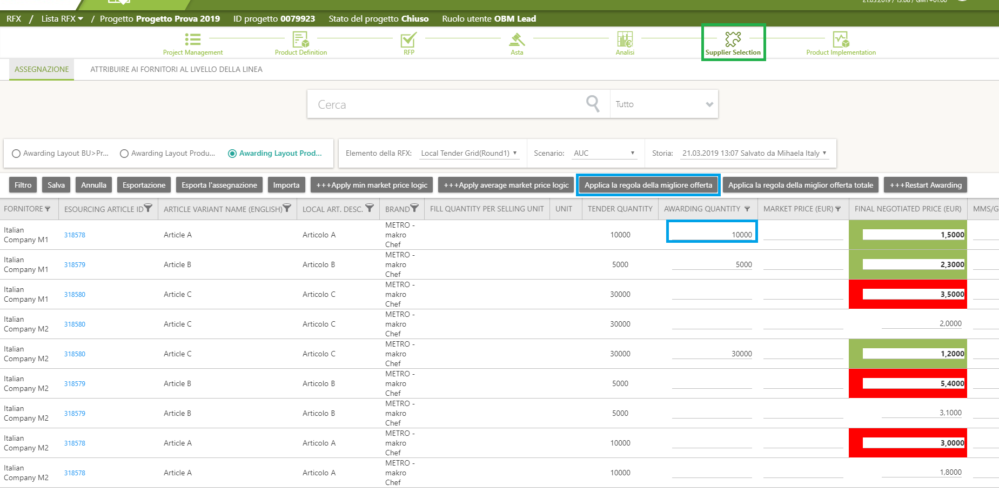 21.03.2019 / 13:08 / GMT+01:00
RFX / Lista RFX / Progetto Progetto Prova 2019 ID progetto 0079923 Stato del progetto Chiuso Ruolo utente OBM Lead
Project Management Product Definition RFP Asta Analisi Supplier Selection Product Implementation
ASSEGNAZIONE ATTRIBUIRE AI FORNITORI AL LIVELLO DELLA LINEA
Cerca Tutto
Awarding Layout BU>Pr... Awarding Layout Produ... Awarding Layout Prod... Elemento della RFX: Local Tender Grid(Round1) Scenario: AUC Storia: 21.03.2019 13:07 Salvato da Mihaela Italy
Filtro Salva Annulla Esportazione Esporta l'assegnazione Importa +++Apply min market price logic +++Apply average market price logic Applica la regola della migliore offerta Applica la regola della miglior offerta totale +++Restart Awarding
FORNITORE ESOURCING ARTICLE ID ARTICLE VARIANT NAME (ENGLISH) LOCAL ART. DESC. BRAND FILL QUANTITY PER SELLING UNIT UNIT TENDER QUANTITY AWARDING QUANTITY MARKET PRICE (EUR) FINAL NEGOTIATED PRICE (EUR) MMS/G
METRO -
Italian
318578 Article A Articolo A makro 10000 10000 1,5000
Company M1
Chef
METRO -
Italian
318579 Article B Articolo B makro 5000 5000 2,3000
Company M1
Chef
METRO -
Italian
318580 Article C Articolo C makro 30000 3,5000
Company M1
Chef
METRO -
Italian
318580 Article C Articolo C makro 30000 2,0000
Company M2
Chef
METRO -
Italian
318580 Article C Articolo C makro 30000 30000 1,2000
Company M2
Chef
METRO -
Italian
318579 Article B Articolo B makro 5000 5,4000
Company M2
Chef
METRO -
Italian
318579 Article B Articolo B makro 5000 3,1000
Company M2
Chef
METRO -
Italian
318578 Article A Articolo A makro 10000 3,0000
Company M2
Chef
METRO -
Italian
318578 Article A Articolo A makro 10000 1,8000
Company M2
Chef